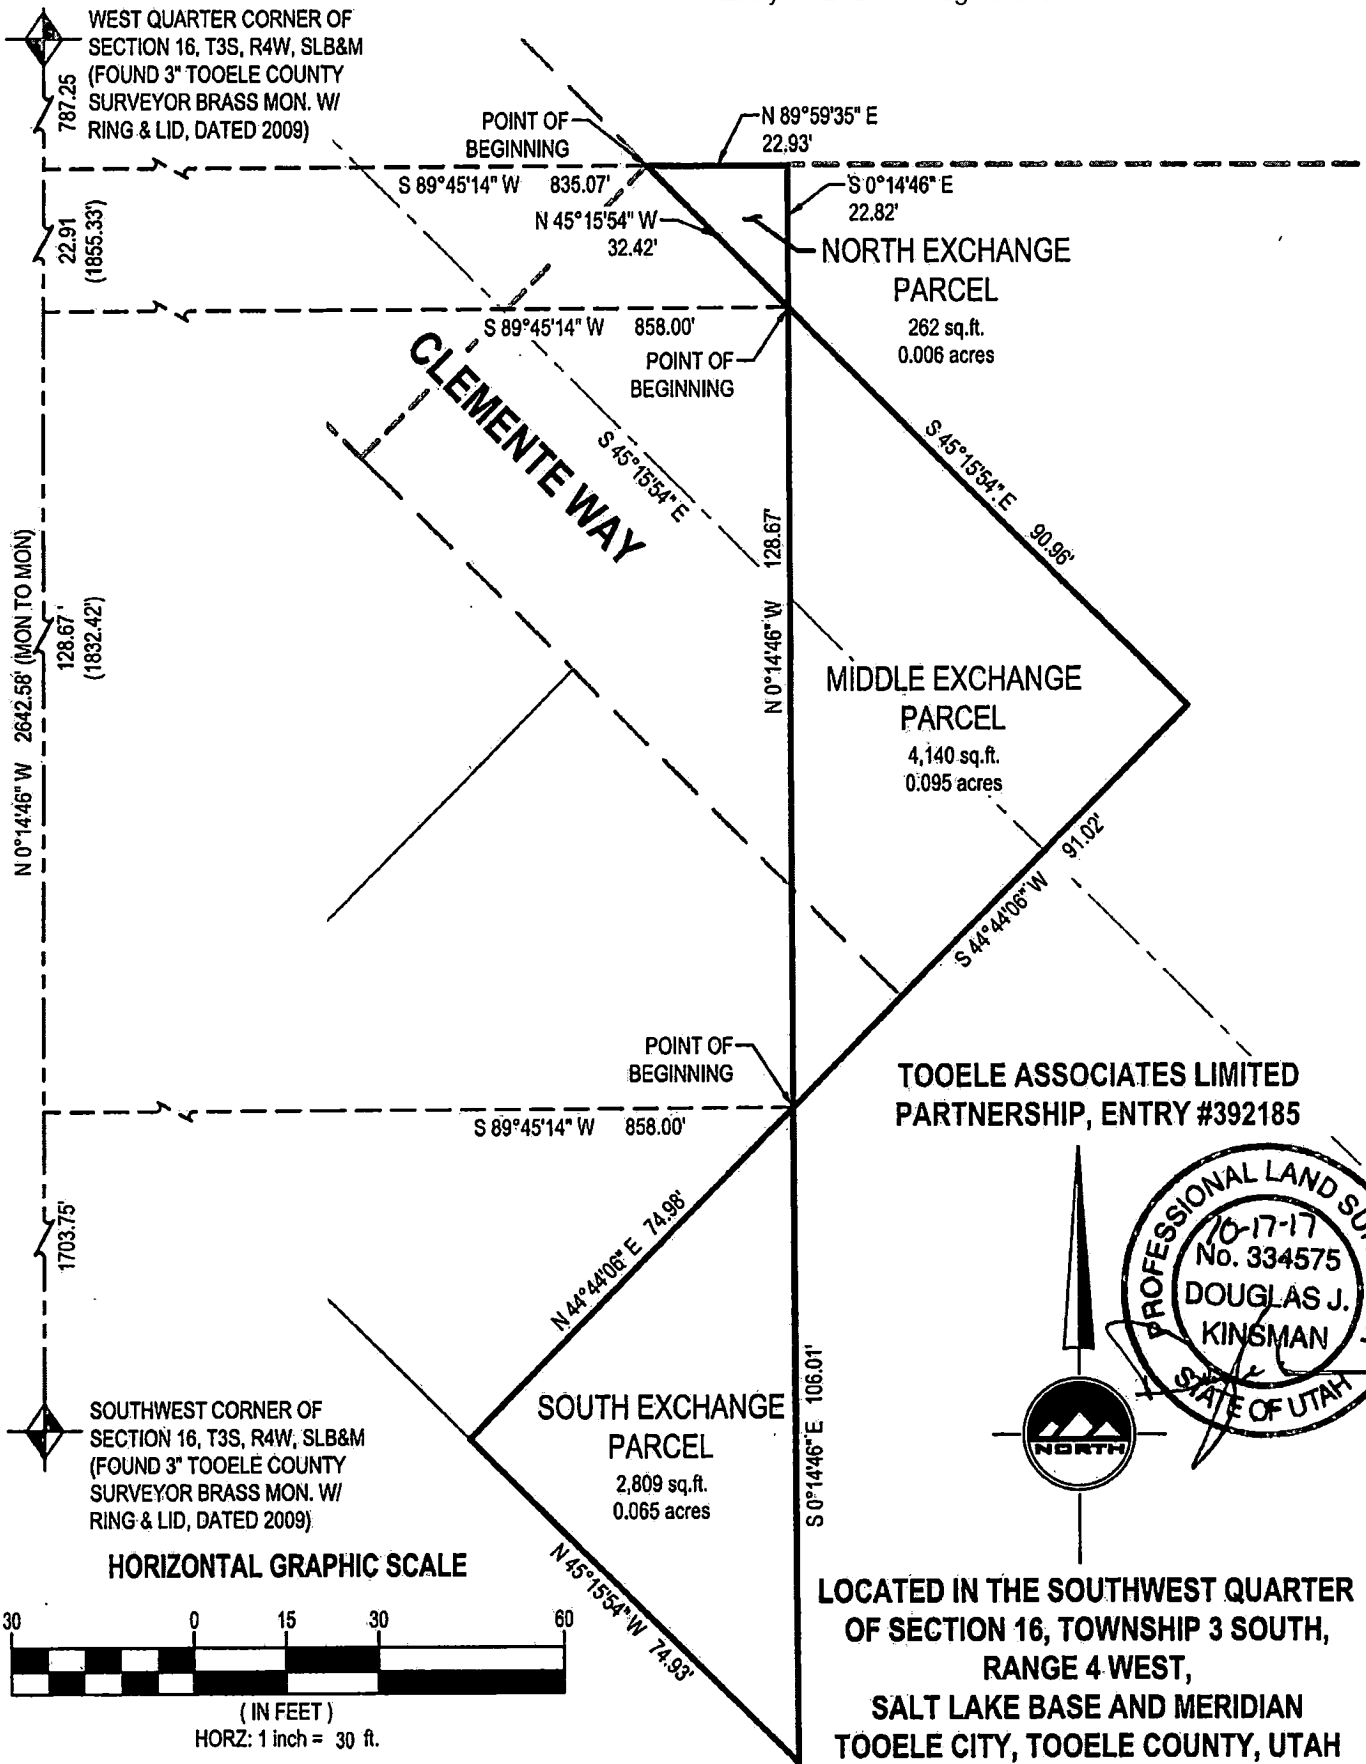 WEST QUARTER CORNER OF
SECTION 16, T3S, R4W, SLB&M
(FOUND 3" TOOELE COUNTY
SURVEYOR BRASS MON. W/
RING & LID, DATED 2009)
787.25
POINT OF
BEGINNING
N 89°59'35" E
22.93'
S 89°45'14" W 835.07'
S 0°14'46" E
22.82'
N 45°15'54" W
32.42'
22.91
(1855.33')
NORTH EXCHANGE
PARCEL
262 sq.ft.
0.006 acres
S 89°45'14" W 858.00'
POINT OF
BEGINNING
CLEMENTE WAY
S 45°15'54" E
S 45°15'54" E 90.96'
N 0°14'46" W 128.67'
N 0°14'46" W 2642.58' (MON TO MON)
128.67'
(1832.42')
MIDDLE EXCHANGE
PARCEL
4,140 sq.ft.
0.095 acres
S 44°44'06" W 91.02'
POINT OF
BEGINNING
S 89°45'14" W 858.00'
TOOELE ASSOCIATES LIMITED
PARTNERSHIP, ENTRY #392185
1703.75'
N 44°44'06" E 74.98'
PROFESSIONAL LAND
10-17-17
No. 334575
DOUGLAS J.
KINSMAN
STATE OF UTAH
NORTH
SOUTHWEST CORNER OF
SECTION 16, T3S, R4W, SLB&M
(FOUND 3" TOOELE COUNTY
SURVEYOR BRASS MON. W/
RING & LID, DATED 2009)
SOUTH EXCHANGE
PARCEL
2,809 sq.ft.
0.065 acres
S 0°14'46" E 106.01'
N 45°15'54" W 74.93'
HORIZONTAL GRAPHIC SCALE
30 0 15 30 60
( IN FEET )
HORZ: 1 inch = 30 ft.
LOCATED IN THE SOUTHWEST QUARTER
OF SECTION 16, TOWNSHIP 3 SOUTH,
RANGE 4 WEST,
SALT LAKE BASE AND MERIDIAN
TOOELE CITY, TOOELE COUNTY, UTAH